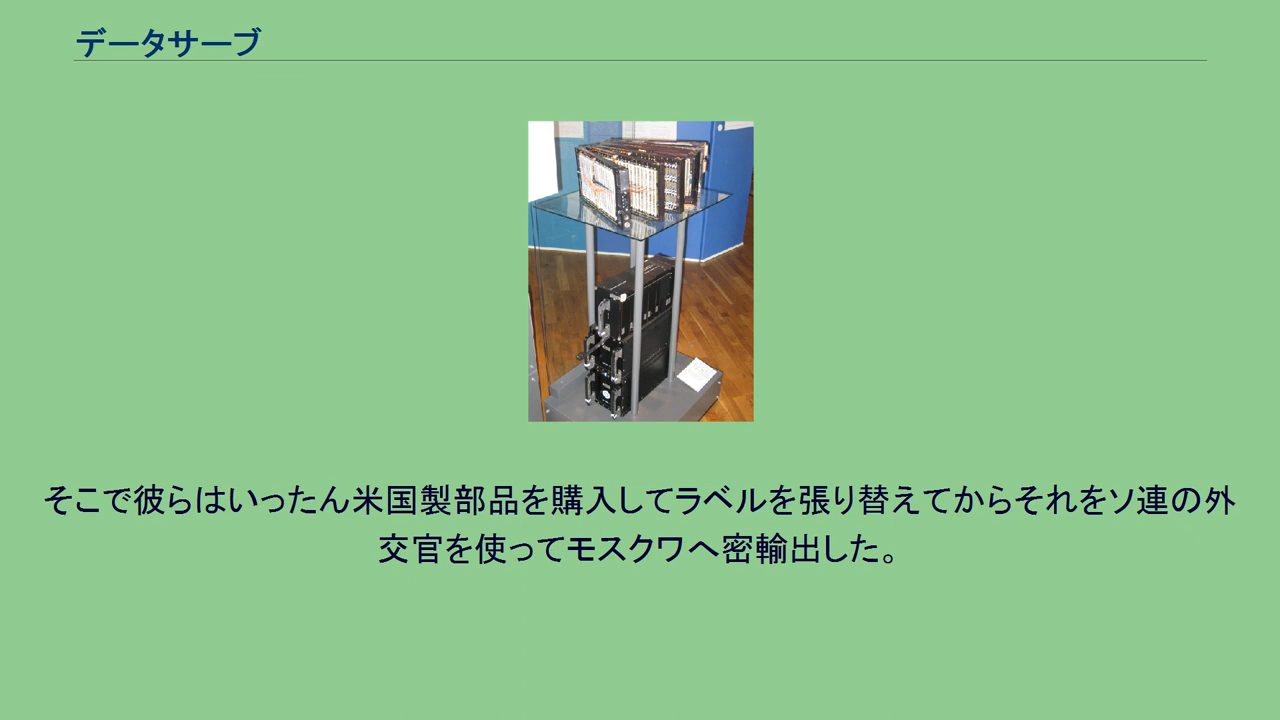 データサーブ
そこで彼らはいったん米国製部品を購入してラベルを張り替えてからそれをソ連の外
交官を使ってモスクワへ密輸出した。